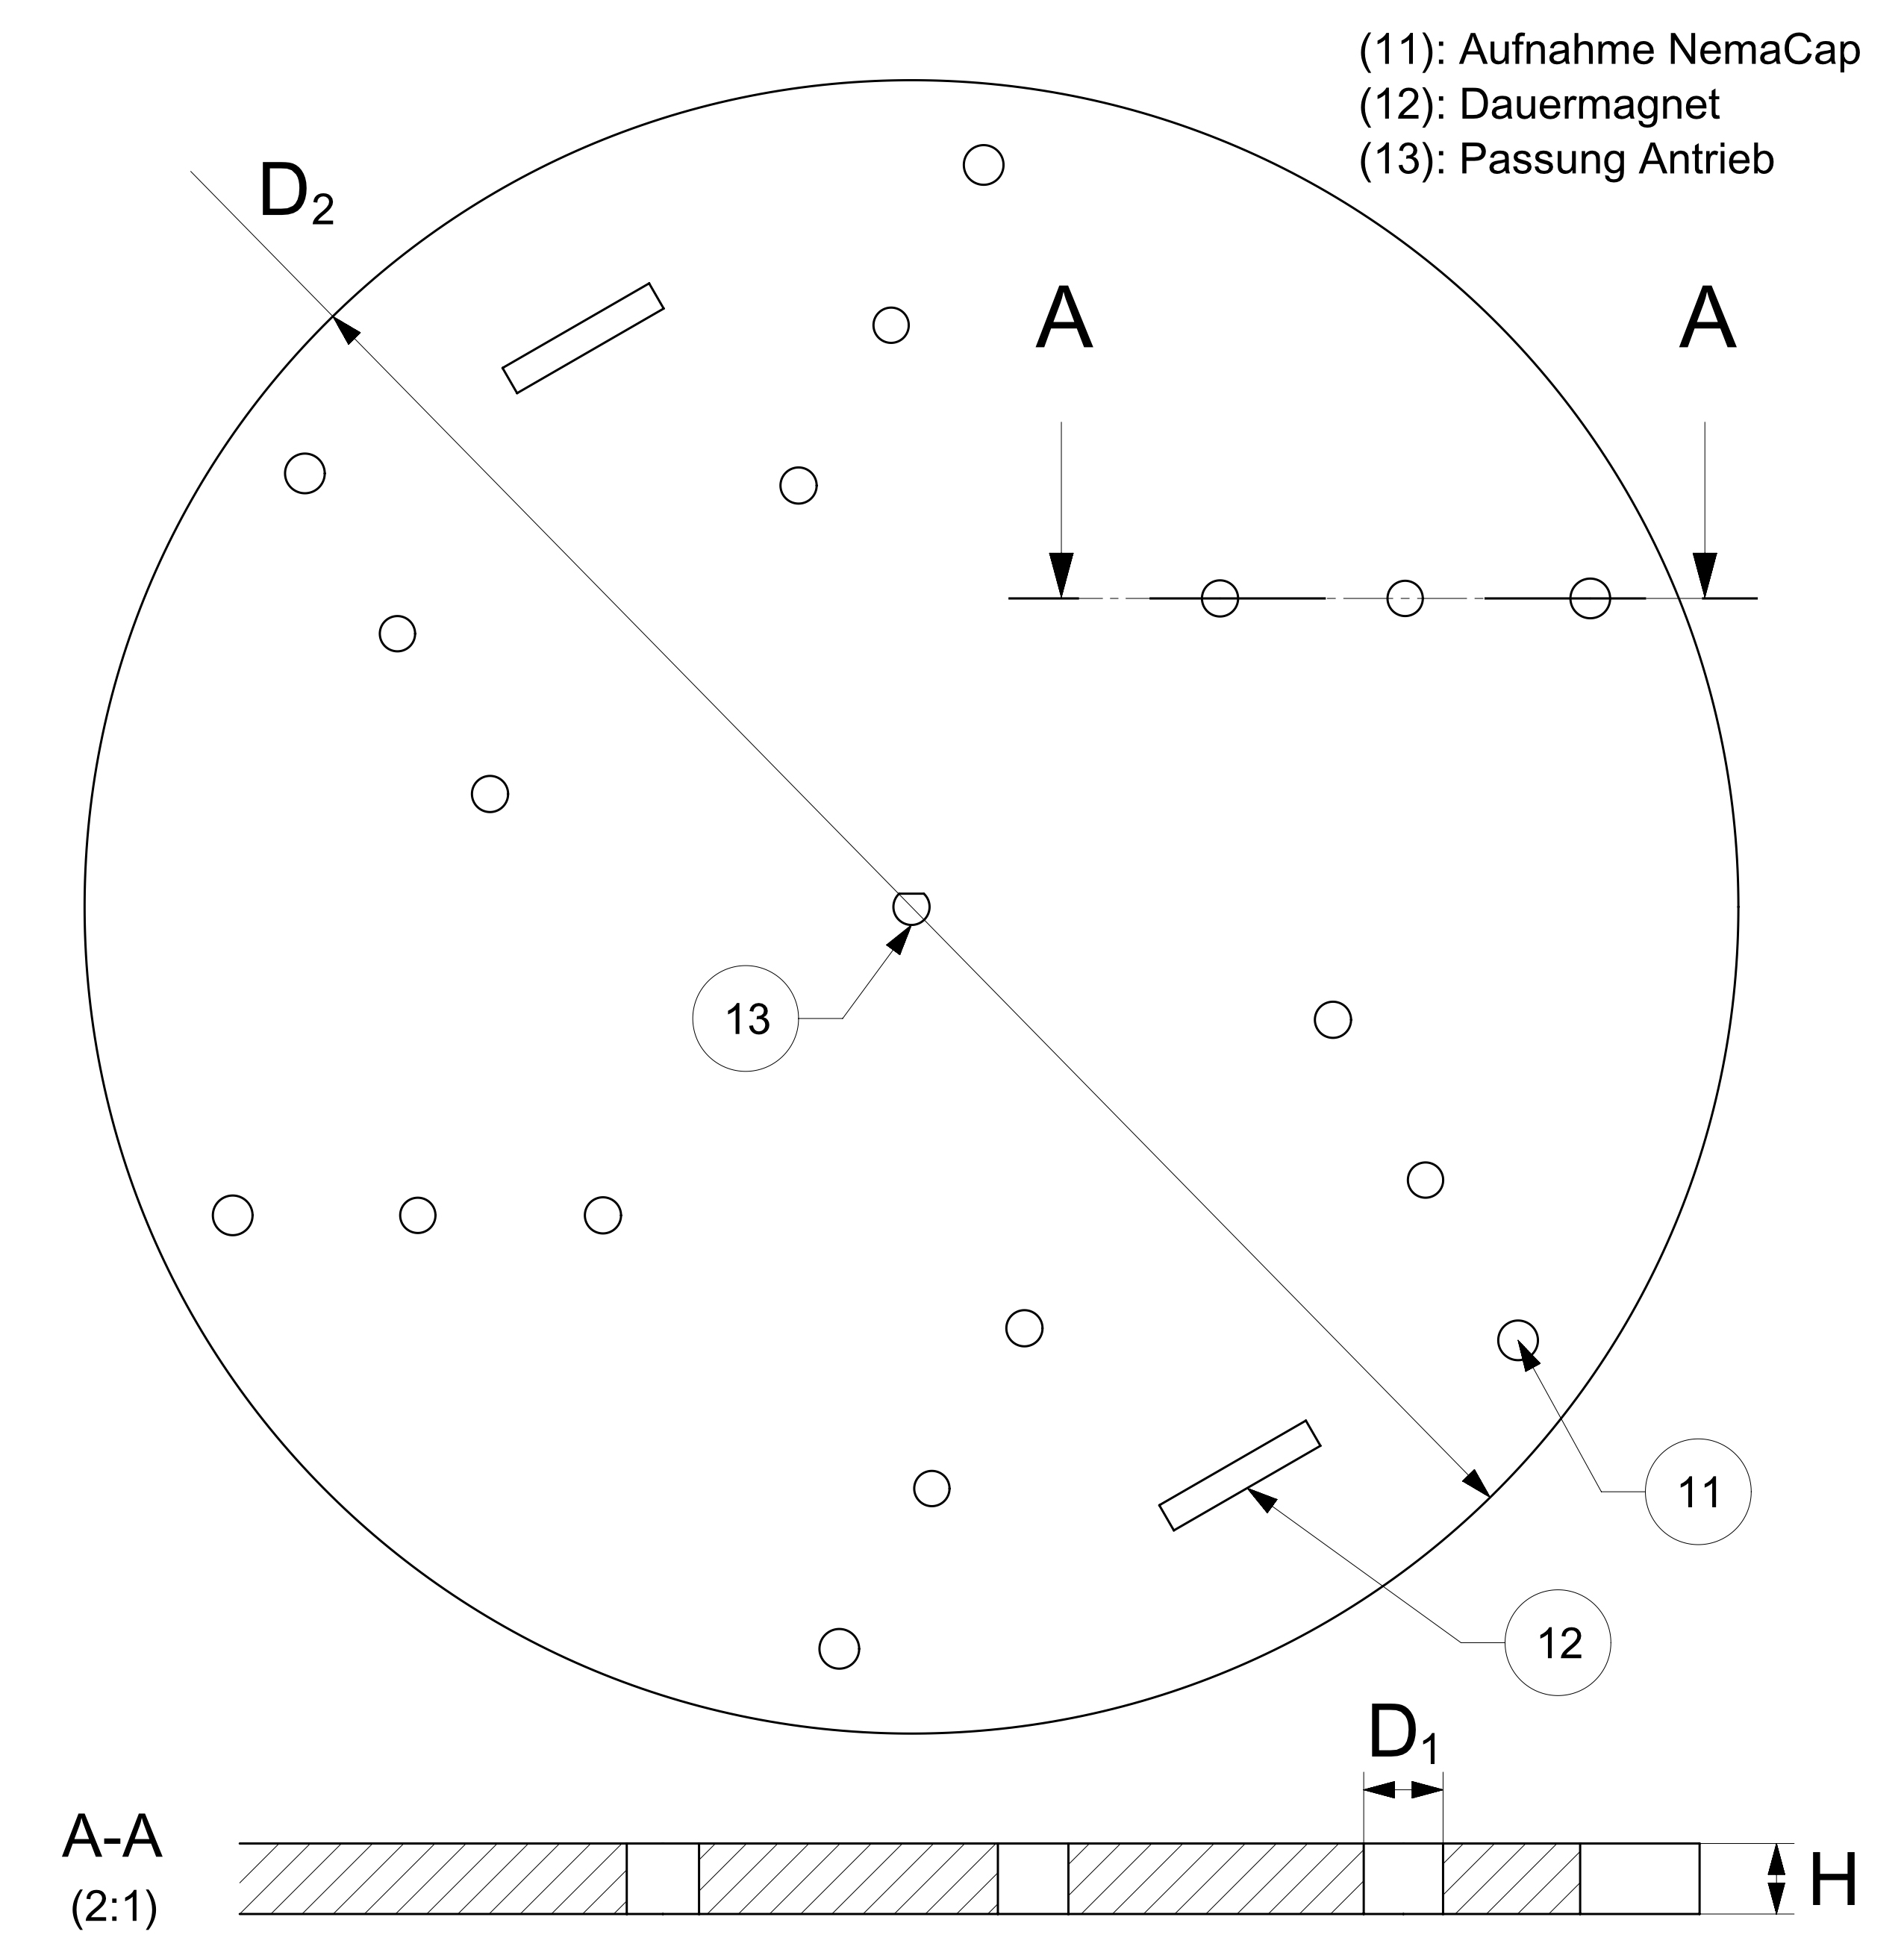 (11): Aufnahme NemaCap
(12): Dauermagnet
(13): Passung Antrieb
D₂
A A
13
11
12
D₁
A-A
(2:1)
H